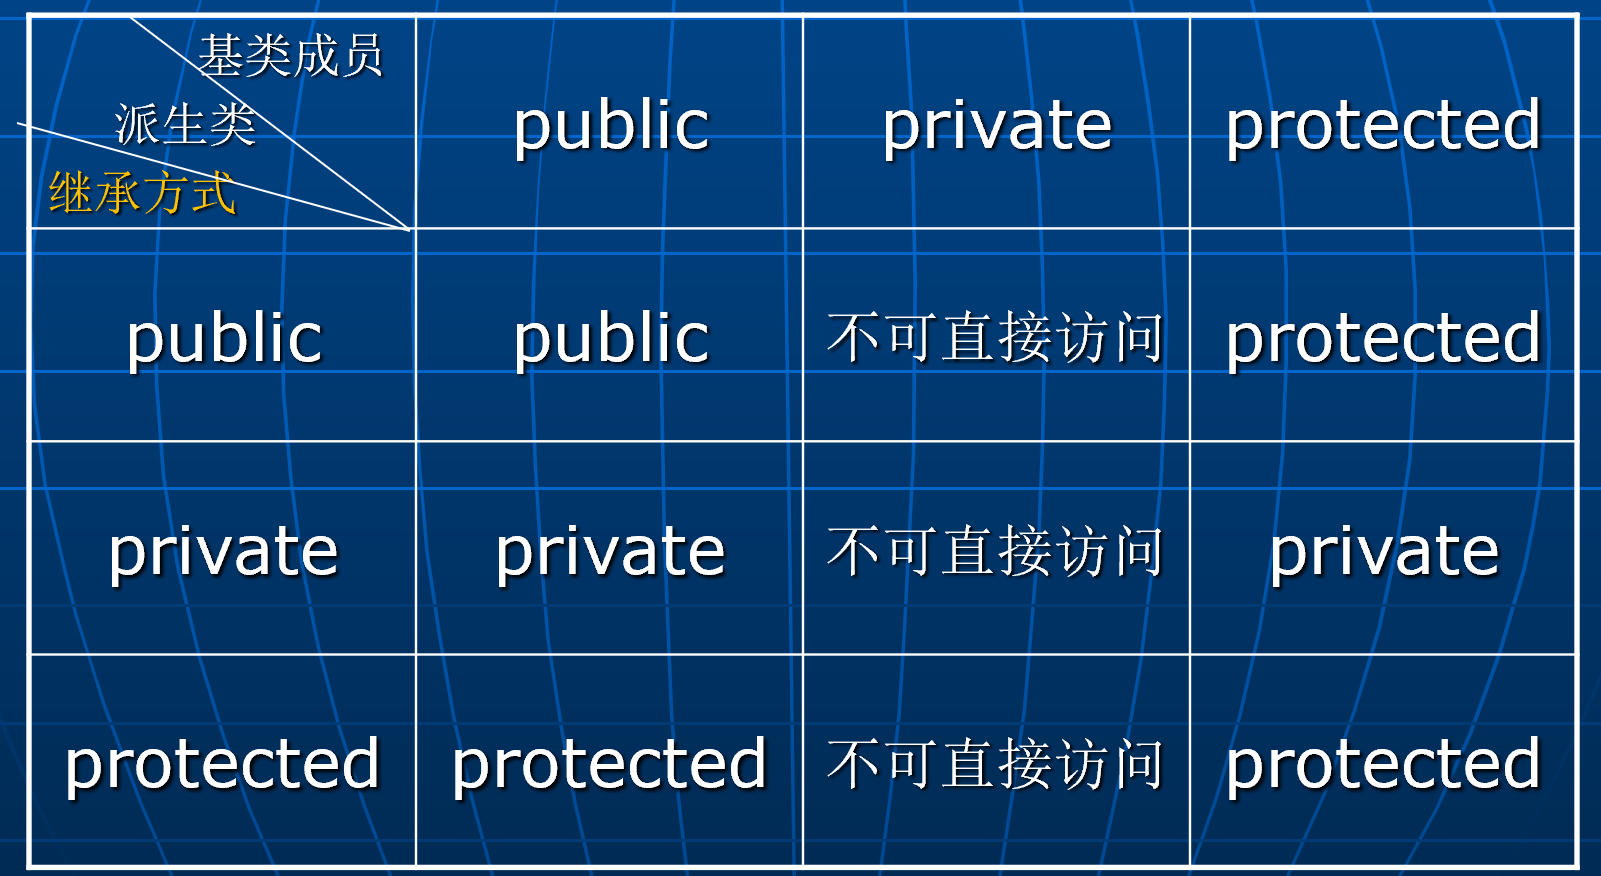 基类成员
派生类
继承方式
public private protected
public public 不可直接访问 protected
private private 不可直接访问 private
protected protected 不可直接访问 protected